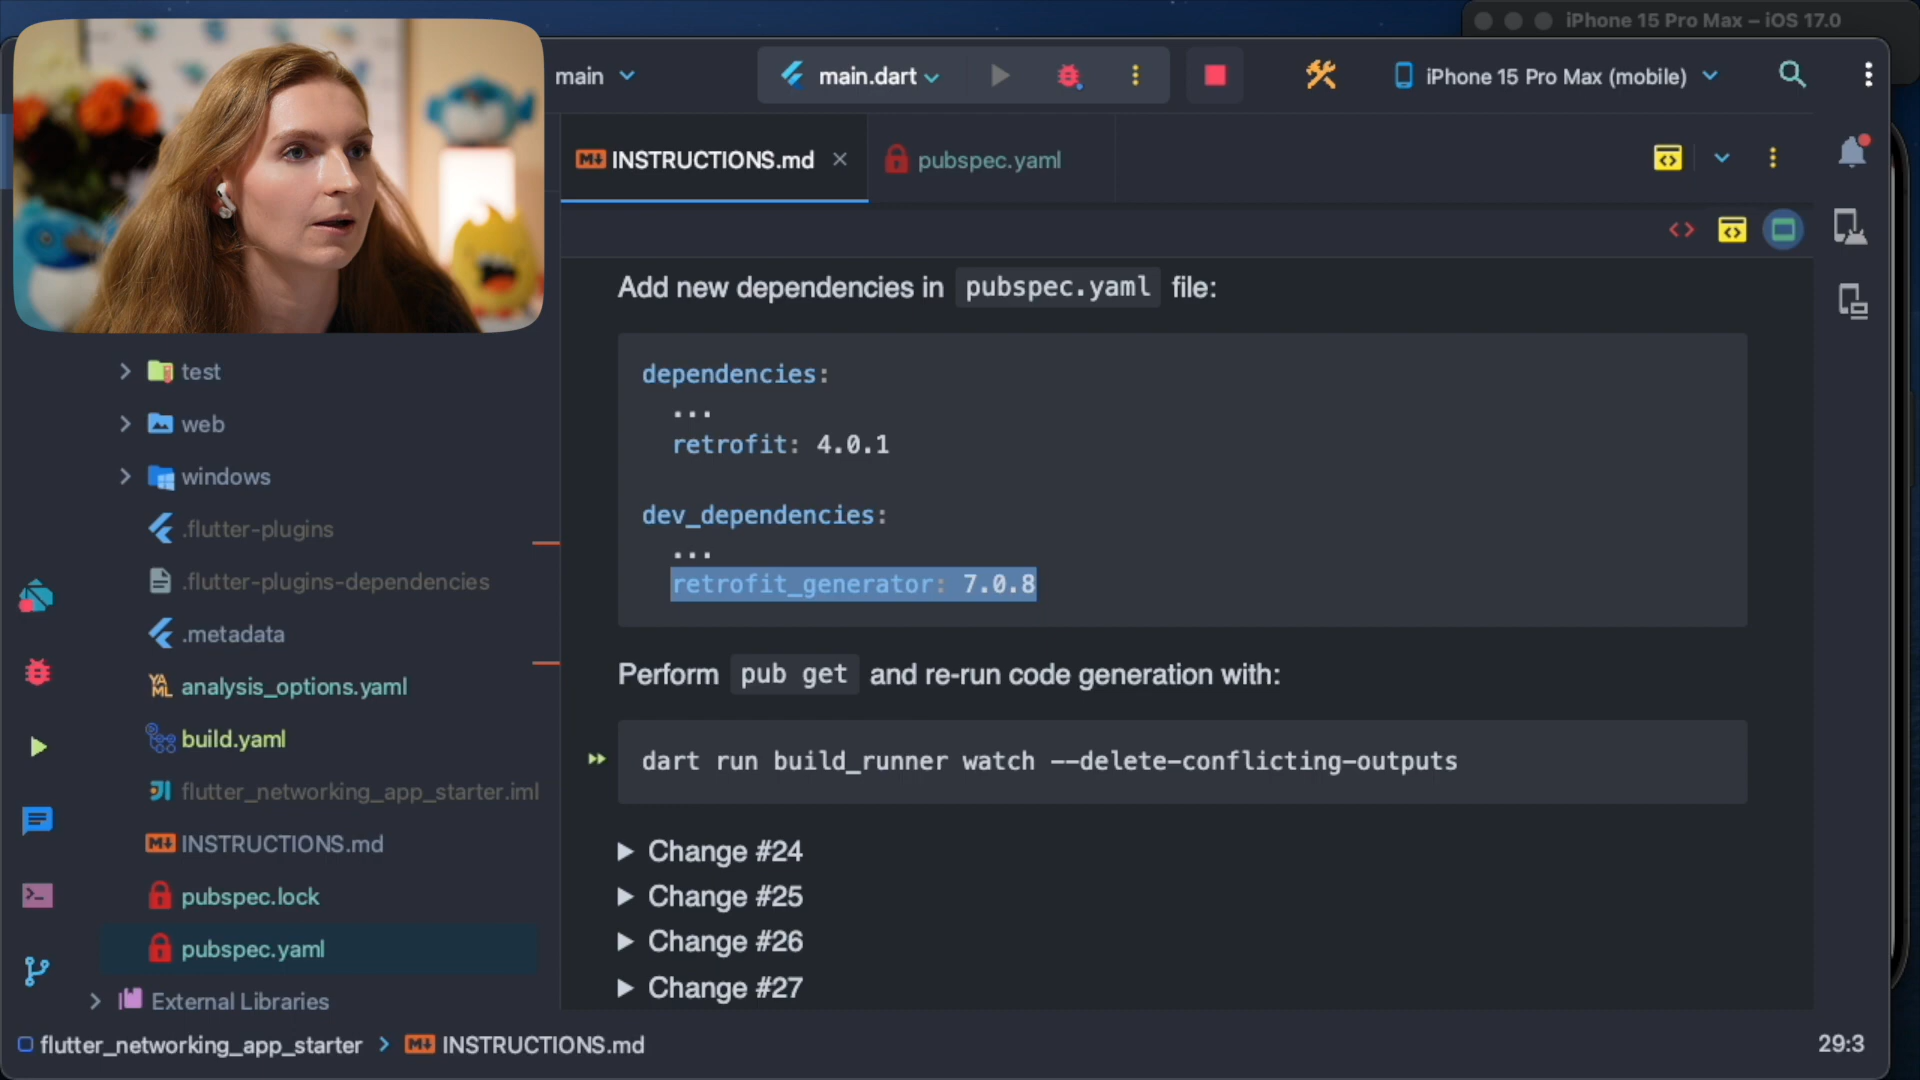 iPhone 15 Pro Max – iOS 17.0
main
main.dart
iPhone 15 Pro Max (mobile)
INSTRUCTIONS.md
pubspec.yaml
Add new dependencies in pubspec.yaml file:
dependencies:
...
retrofit: 4.0.1
dev_dependencies:
...
retrofit_generator: 7.0.8
Perform pub get and re-run code generation with:
dart run build_runner watch --delete-conflicting-outputs
Change #24
Change #25
Change #26
Change #27
test
web
windows
.flutter-plugins
.flutter-plugins-dependencies
.metadata
YAML analysis_options.yaml
build.yaml
flutter_networking_app_starter.iml
INSTRUCTIONS.md
pubspec.lock
pubspec.yaml
External Libraries
flutter_networking_app_starter > INSTRUCTIONS.md
29:3